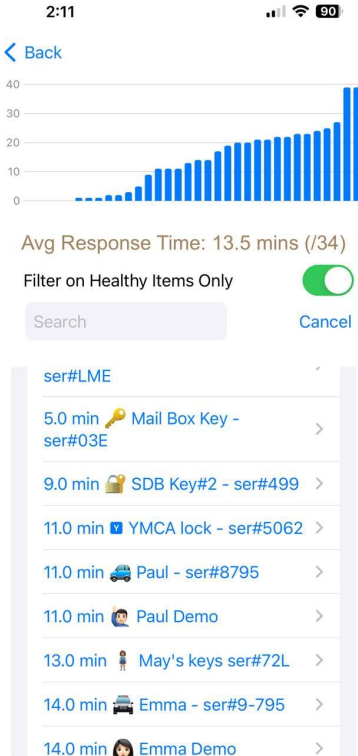 2:11
90
Back
40
30
20
10
0
Avg Response Time: 13.5 mins (/34)
Filter on Healthy Items Only
Search
Cancel
ser#LME
5.0 min 🔑 Mail Box Key -
ser#03E
9.0 min 🔐 SDB Key#2 - ser#499
11.0 min Y YMCA lock - ser#5062
11.0 min 🚙 Paul - ser#8795
11.0 min 🙋🏻‍♂️ Paul Demo
13.0 min 🧍🏽‍♀️ May's keys ser#72L
14.0 min 🚘 Emma - ser#9-795
14.0 min 👩🏻 Emma Demo